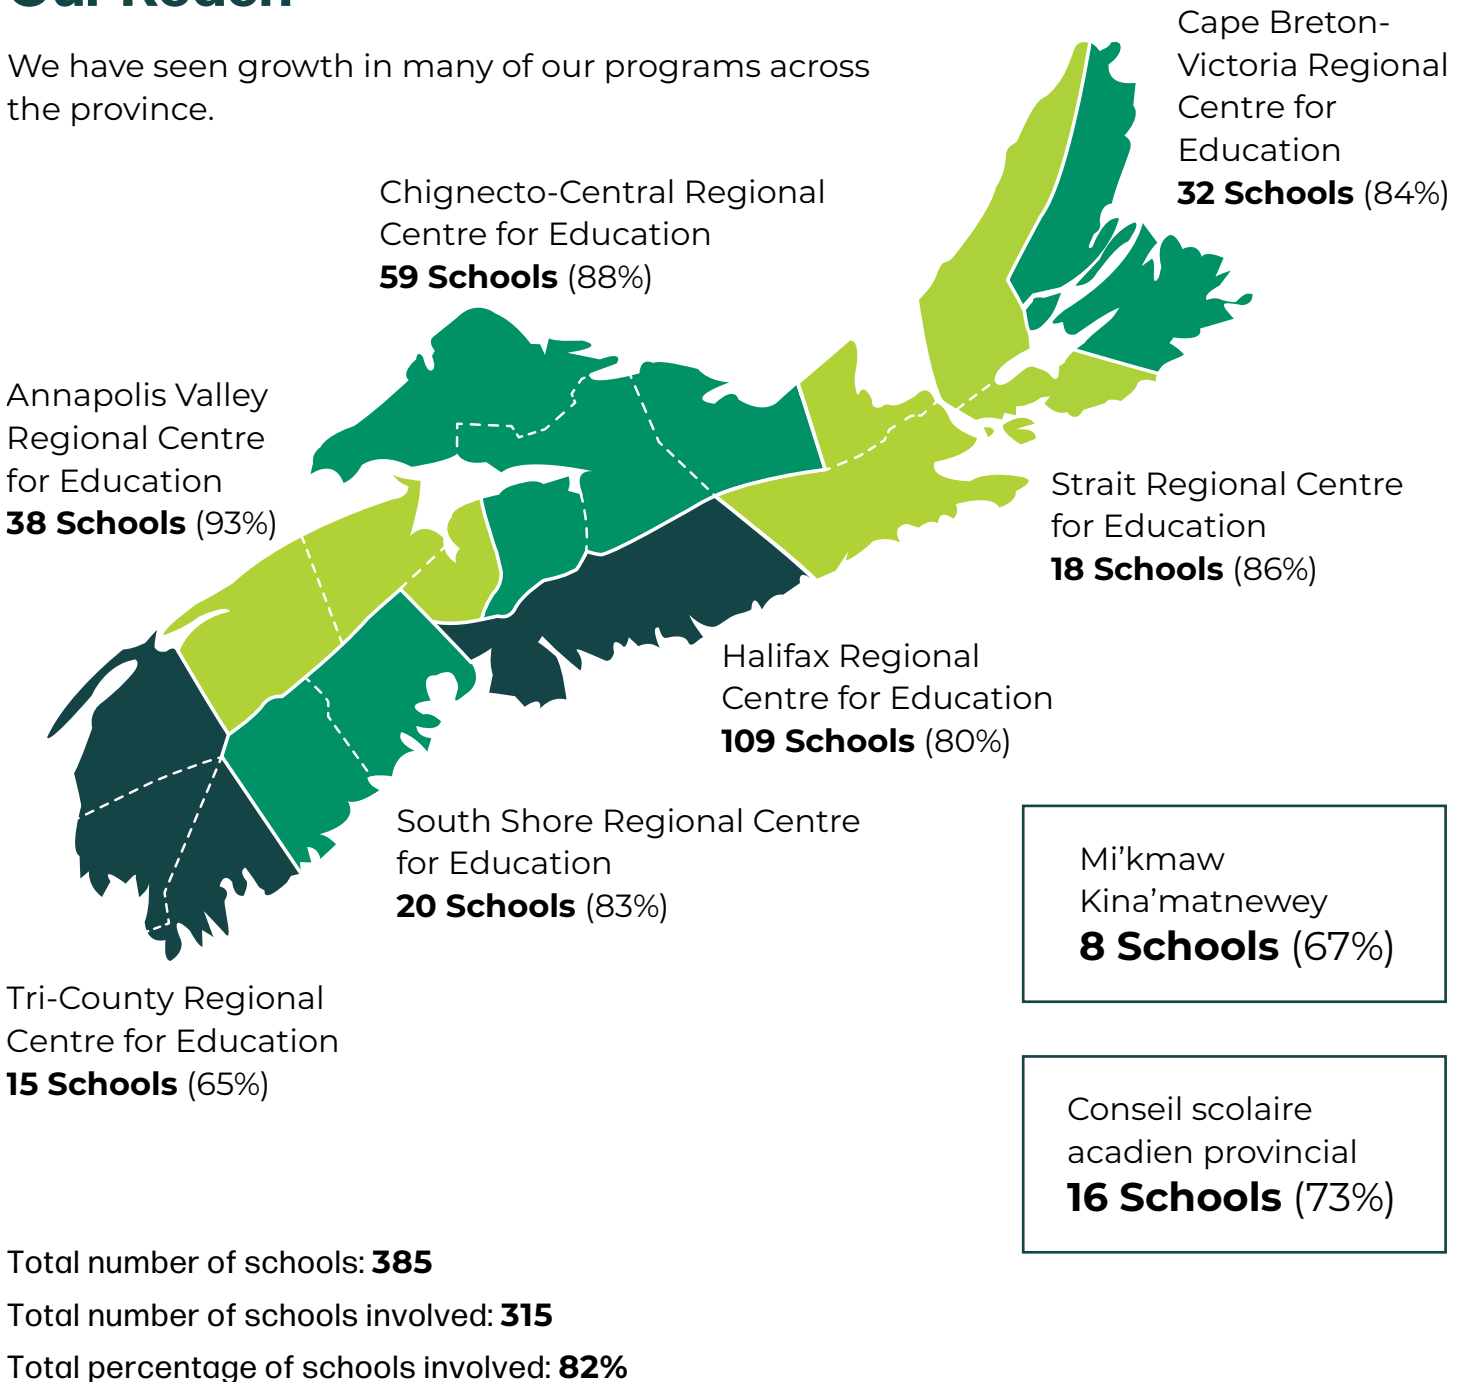 Our Reach
We have seen growth in many of our programs across
the province.
Cape Breton-
Victoria Regional
Centre for
Education
32 Schools (84%)
Chignecto-Central Regional
Centre for Education
59 Schools (88%)
Annapolis Valley
Regional Centre
for Education
38 Schools (93%)
Strait Regional Centre
for Education
18 Schools (86%)
Halifax Regional
Centre for Education
109 Schools (80%)
South Shore Regional Centre
for Education
20 Schools (83%)
Mi’kmaw
Kina’matnewey
8 Schools (67%)
Tri-County Regional
Centre for Education
15 Schools (65%)
Conseil scolaire
acadien provincial
16 Schools (73%)
Total number of schools: 385
Total number of schools involved: 315
Total percentage of schools involved: 82%